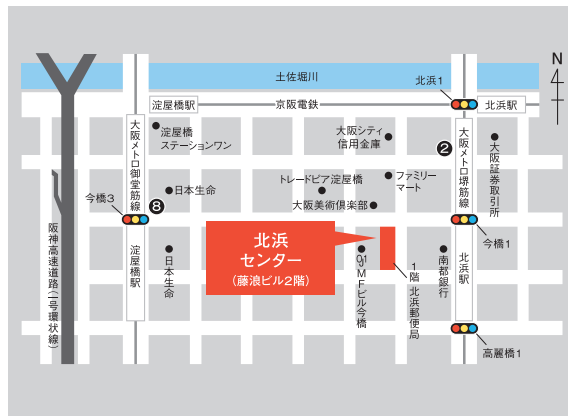 土佐堀川
北浜1
N
淀屋橋駅
京阪電鉄
北浜駅
淀屋橋
ステーションワン
大阪シティ
信用金庫
大阪メトロ御堂筋線
大阪メトロ堺筋線
2
大阪証券取引所
日本生命
トレードピア淀屋橋
ファミリー
マート
大阪美術倶楽部
今橋3
8
阪神高速道路(一号環状線)
淀屋橋駅
日本生命
北浜
センター
(藤浪ビル2階)
JMFビル今橋
01
1階 北浜郵便局
南都銀行
北浜駅
今橋1
高麗橋1